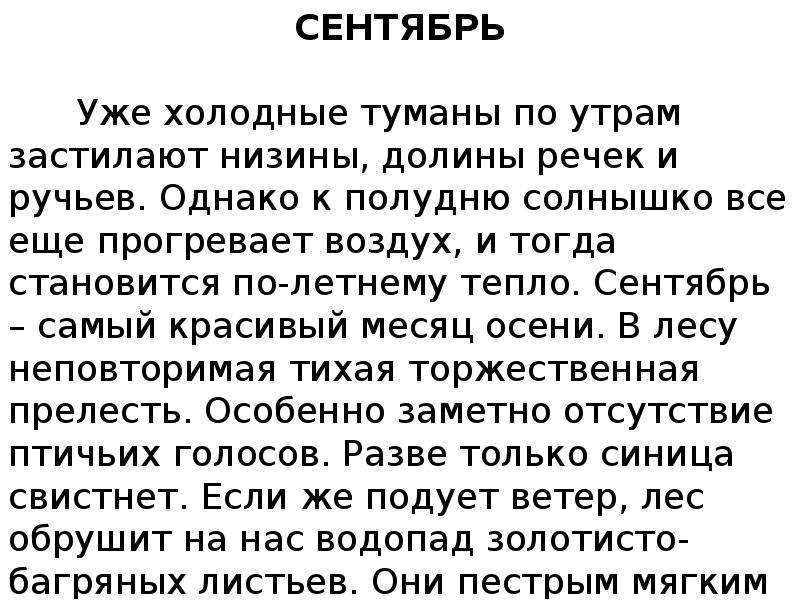 СЕНТЯБРЬ
Уже холодные туманы по утрам
застилают низины, долины речек и
ручьев. Однако к полудню солнышко все
еще прогревает воздух, и тогда
становится по-летнему тепло. Сентябрь
– самый красивый месяц осени. В лесу
неповторимая тихая торжественная
прелесть. Особенно заметно отсутствие
птичьих голосов. Разве только синица
свистнет. Если же подует ветер, лес
обрушит на нас водопад золотисто-
багряных листьев. Они пестрым мягким